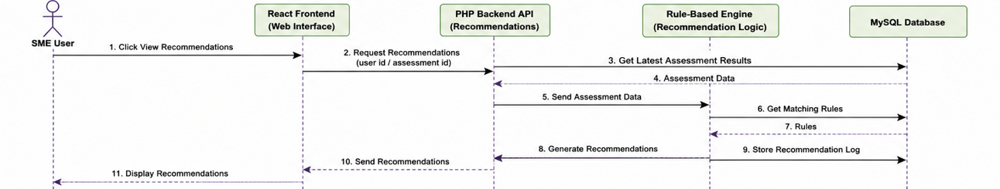 SME User
React Frontend
(Web Interface)
PHP Backend API
(Recommendations)
Rule-Based Engine
(Recommendation Logic)
MySQL Database
1. Click View Recommendations
2. Request Recommendations
(user id / assessment id)
3. Get Latest Assessment Results
4. Assessment Data
5. Send Assessment Data
6. Get Matching Rules
7. Rules
8. Generate Recommendations
9. Store Recommendation Log
10. Send Recommendations
11. Display Recommendations